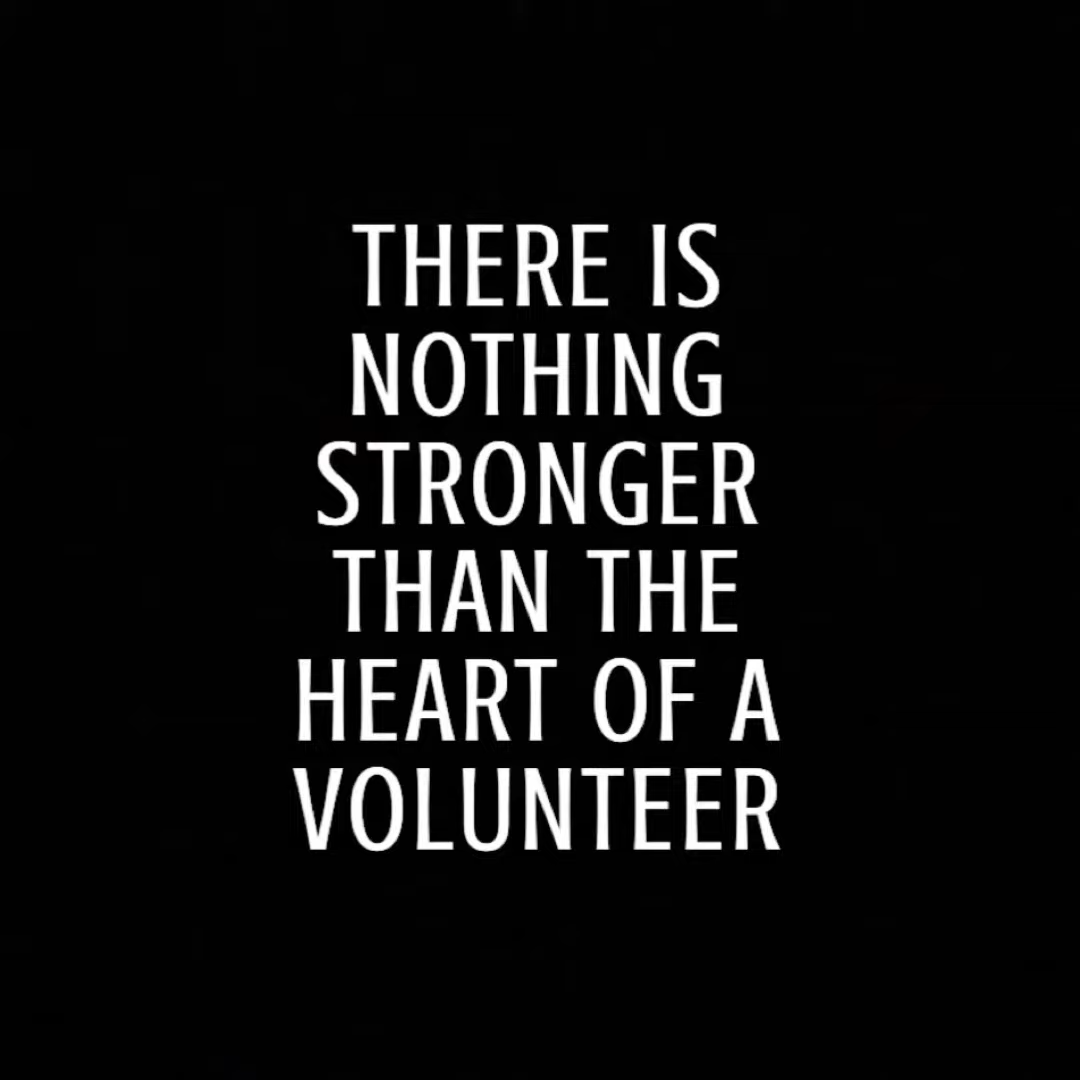 THERE IS
NOTHING
STRONGER
THAN THE
HEART OF A
VOLUNTEER